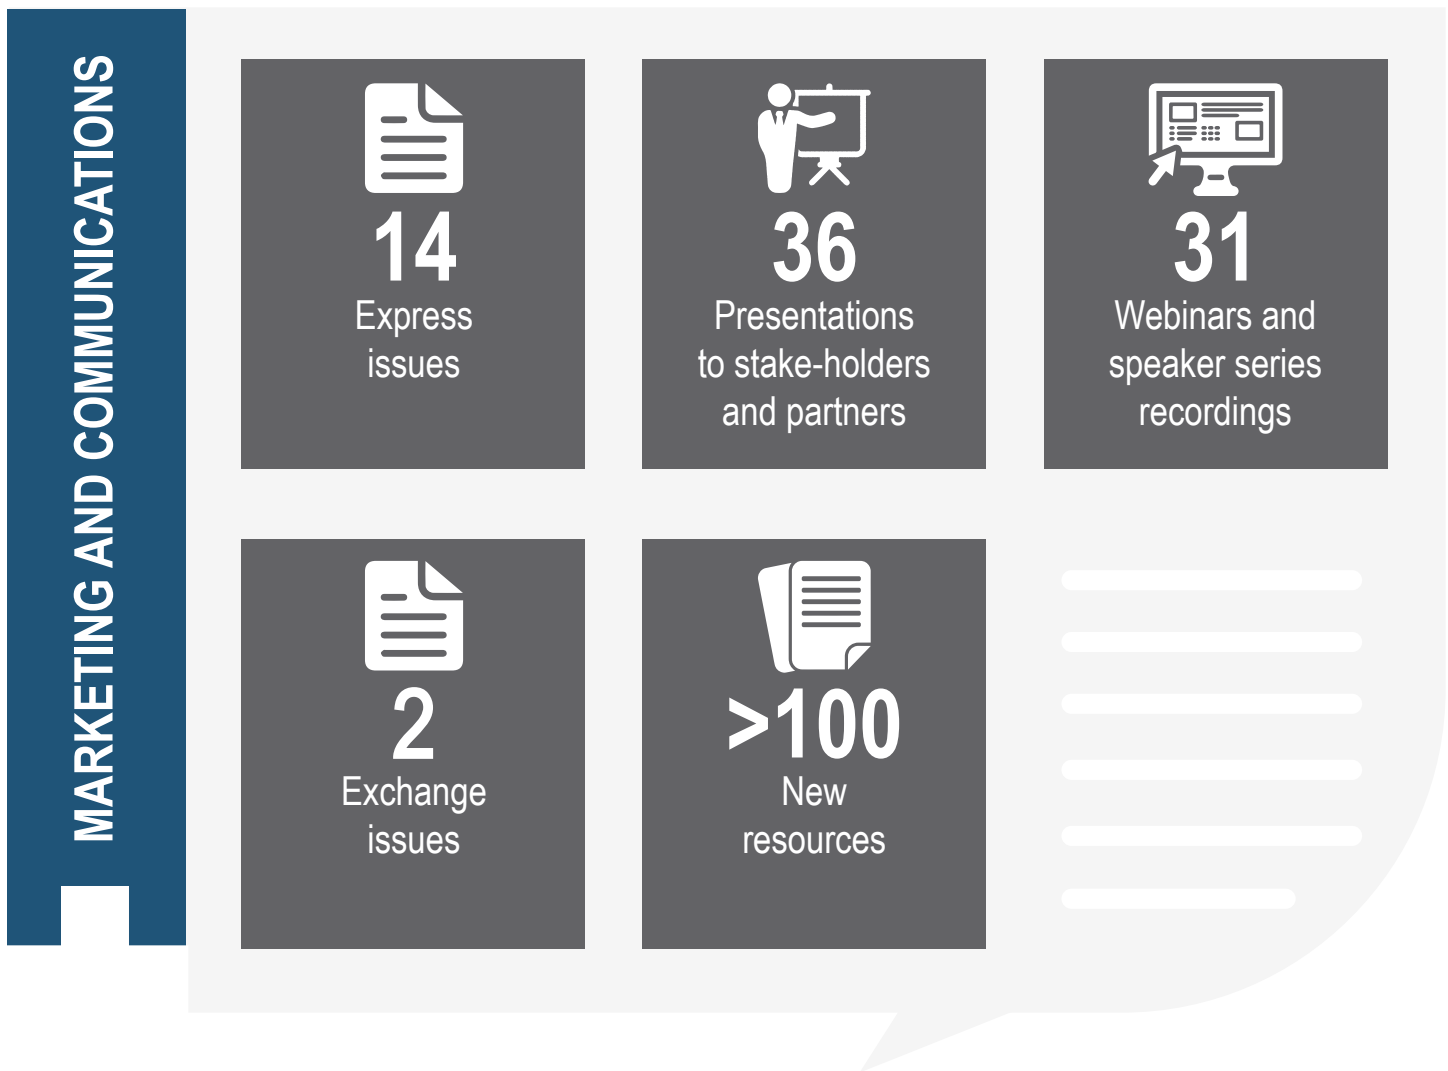 MARKETING AND COMMUNICATIONS
14
Express
issues
36
Presentations
to stake-holders
and partners
31
Webinars and
speaker series
recordings
2
Exchange
issues
>100
New
resources